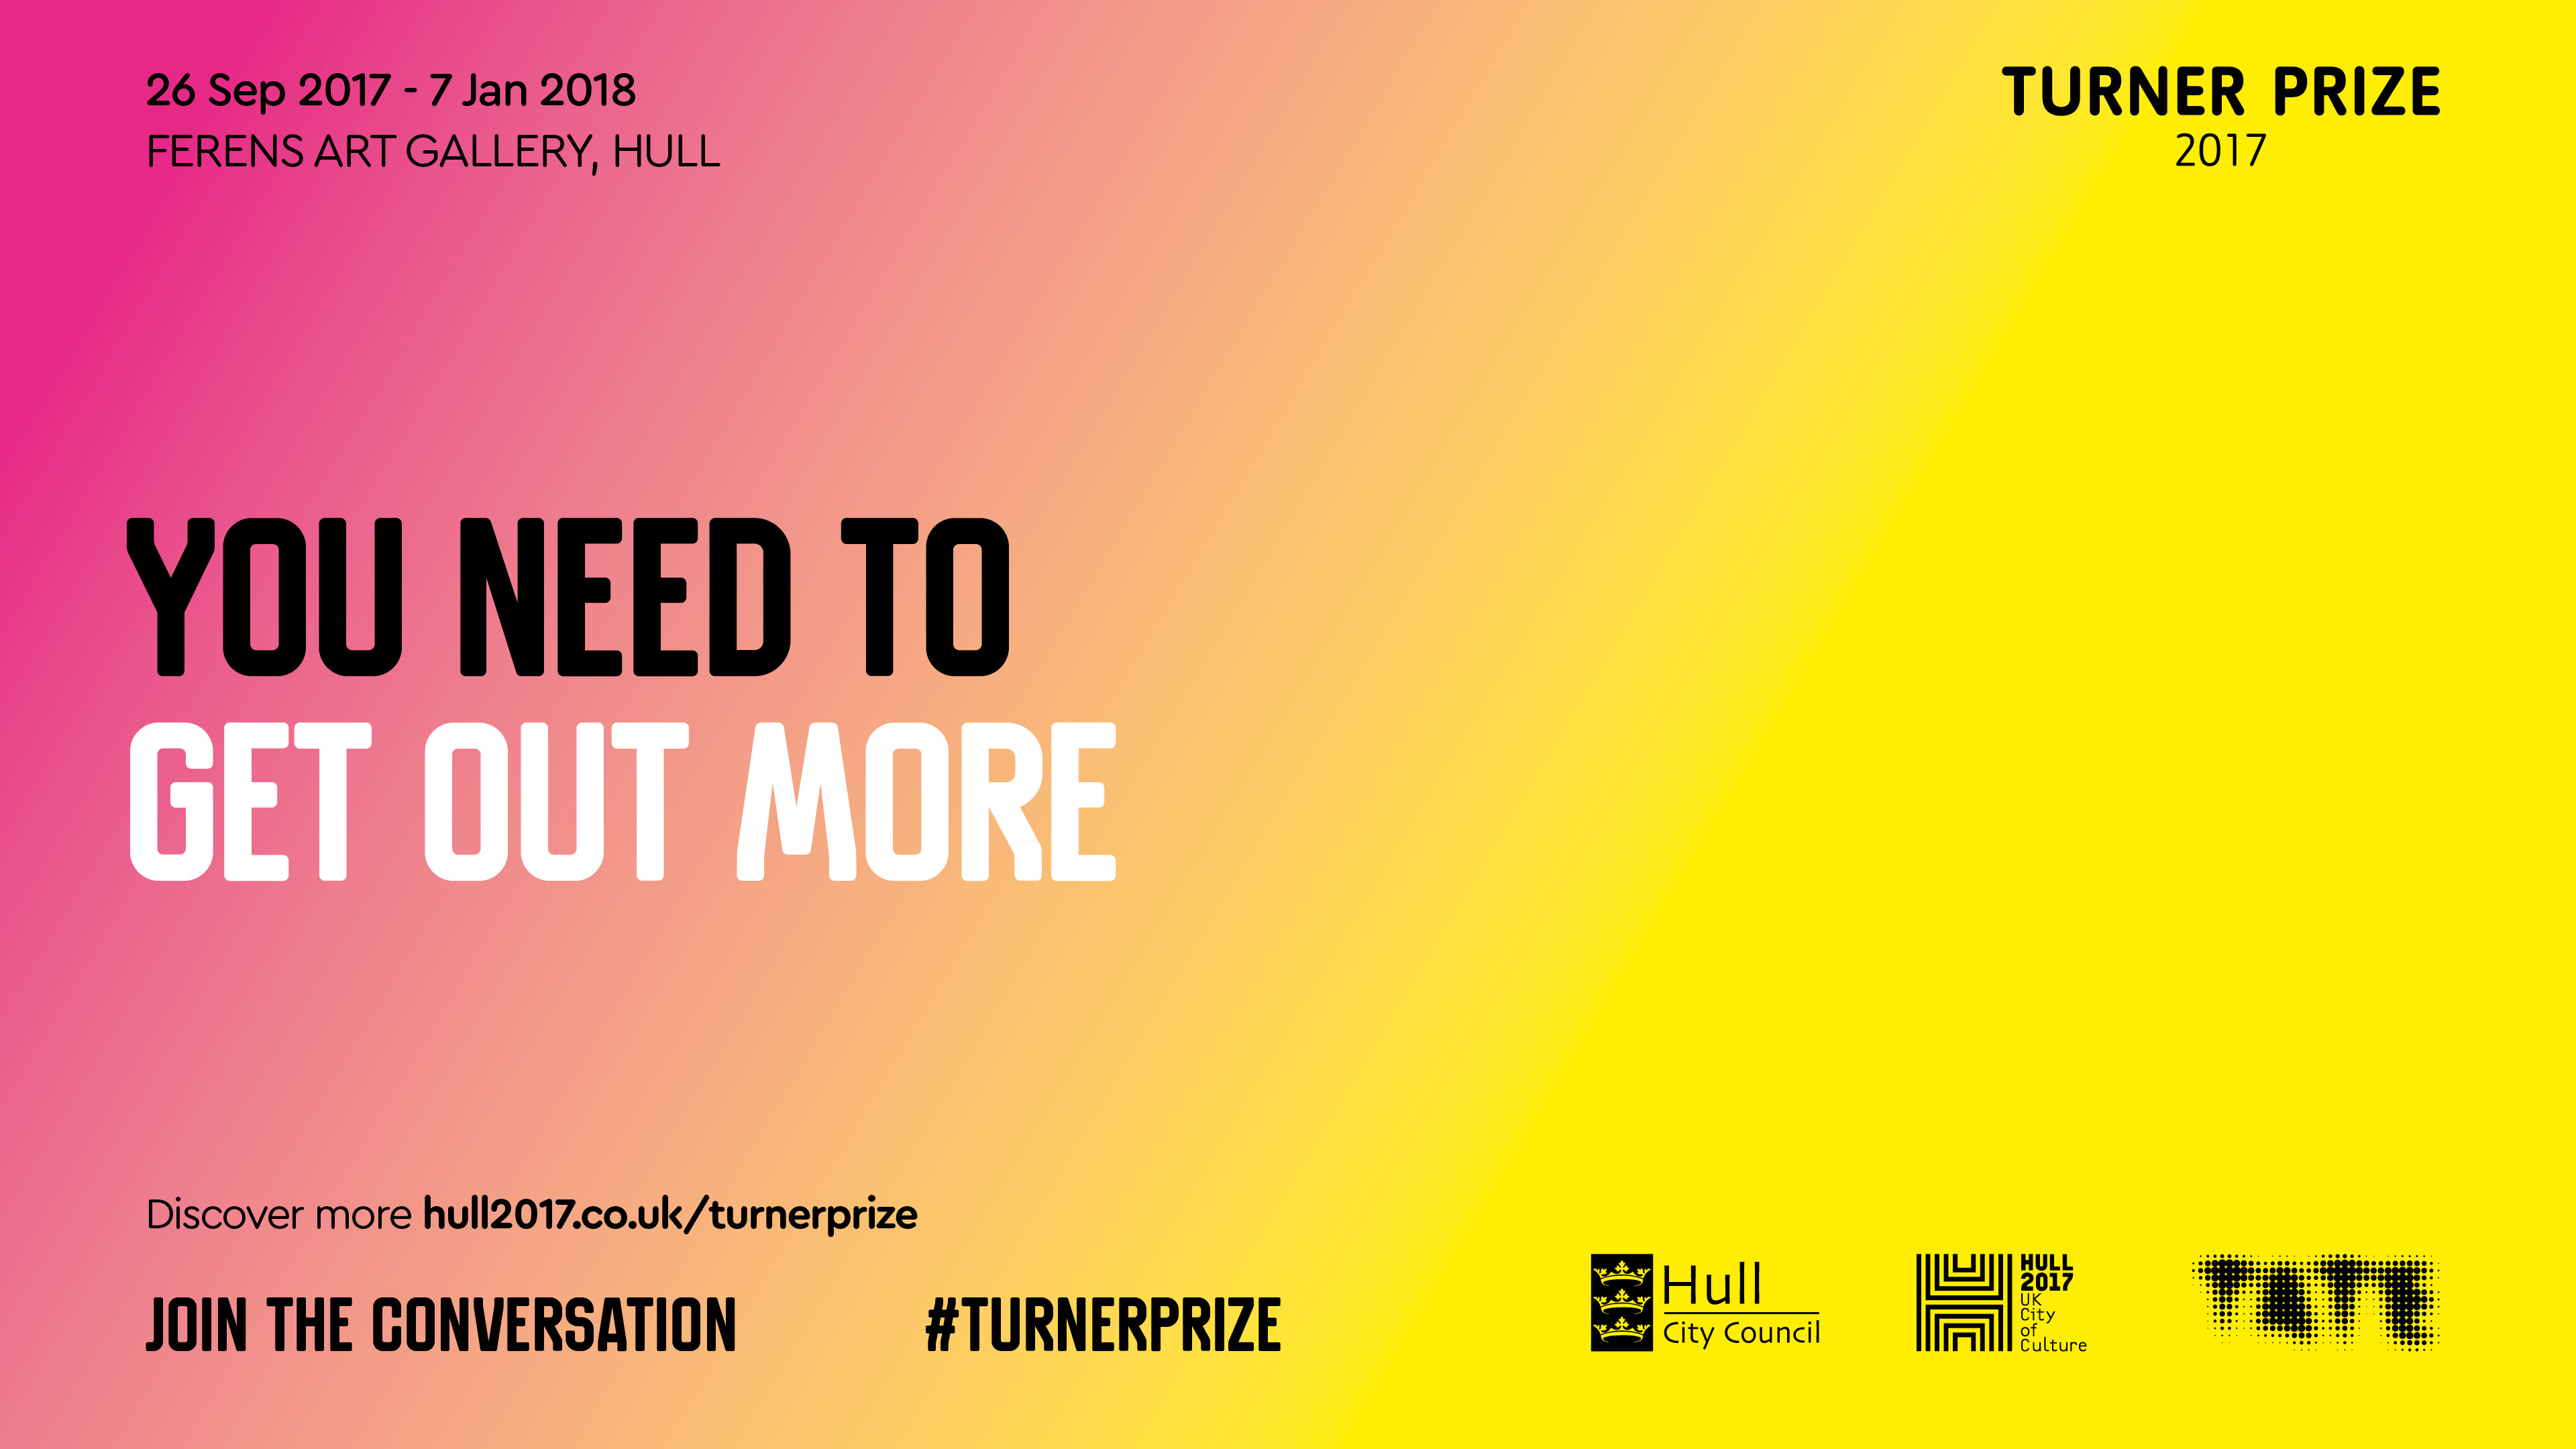 26 Sep 2017 - 7 Jan 2018
FERENS ART GALLERY, HULL
TURNER PRIZE
2017
YOU NEED TO
GET OUT MORE
Discover more hull2017.co.uk/turnerprize
JOIN THE CONVERSATION
#TURNERPRIZE
Hull
City Council
HULL
2017
UK
City
of
Culture
TATE